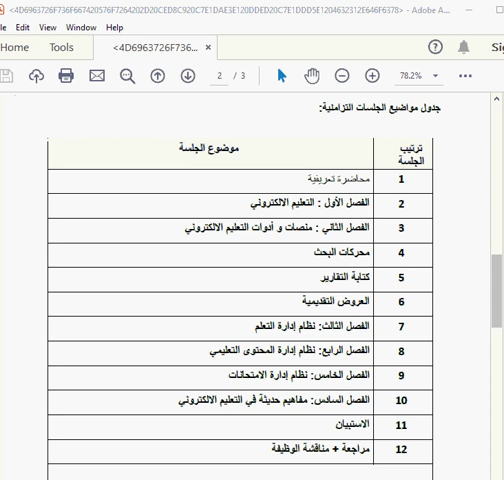 <4D6963726F736F667420576F7264202D20CED8C920C7E1DAE3E120DDED20C7E1DDD5E1204632312E646F6378> - Adobe A...
Home Tools <4D6963726F736F667420576F736... × Sig
le Edit View Window Help
2 / 3 78.2%
جدول مواضيع الجلسات التزامنية:
ترتيب الجلسة موضوع الجلسة
1 محاضرة تعريفية
2 الفصل الأول : التعليم الالكتروني
3 الفصل الثاني : منصات و أدوات التعليم الالكتروني
4 محركات البحث
5 كتابة التقارير
6 العروض التقديمية
7 الفصل الثالث: نظام إدارة التعلم
8 الفصل الرابع: نظام إدارة المحتوى التعليمي
9 الفصل الخامس: نظام إدارة الامتحانات
10 الفصل السادس: مفاهيم حديثة في التعليم الالكتروني
11 الاستبيان
12 مراجعة + مناقشة الوظيفة